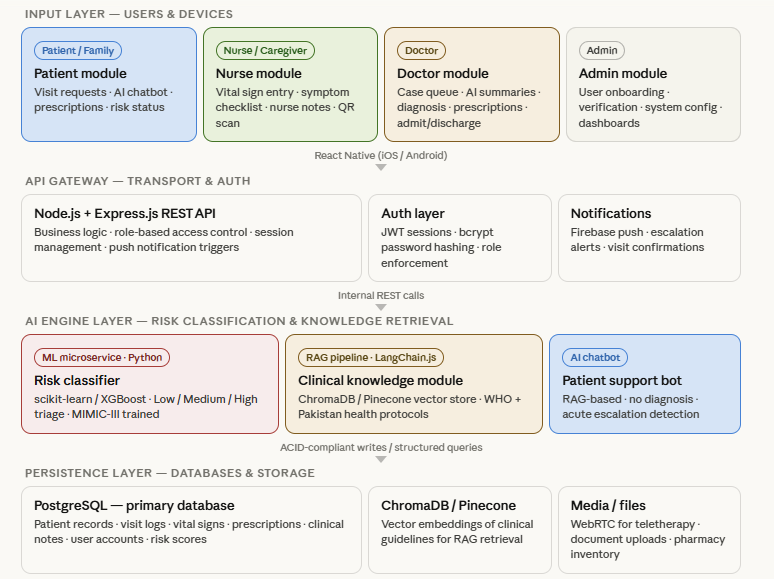 INPUT LAYER — USERS & DEVICES
Patient / Family
Patient module
Visit requests · AI chatbot ·
prescriptions · risk status
Nurse / Caregiver
Nurse module
Vital sign entry · symptom
checklist · nurse notes · QR
scan
Doctor
Doctor module
Case queue · AI summaries ·
diagnosis · prescriptions ·
admit/discharge
Admin
Admin module
User onboarding ·
verification · system config ·
dashboards
React Native (iOS / Android)
API GATEWAY — TRANSPORT & AUTH
Node.js + Express.js REST API
Business logic · role-based access control · session
management · push notification triggers
Auth layer
JWT sessions · bcrypt
password hashing · role
enforcement
Notifications
Firebase push · escalation
alerts · visit confirmations
Internal REST calls
AI ENGINE LAYER — RISK CLASSIFICATION & KNOWLEDGE RETRIEVAL
ML microservice · Python
Risk classifier
scikit-learn / XGBoost · Low / Medium / High
triage · MIMIC-III trained
RAG pipeline · LangChain.js
Clinical knowledge module
ChromaDB / Pinecone vector store · WHO +
Pakistan health protocols
AI chatbot
Patient support bot
RAG-based · no diagnosis ·
acute escalation detection
ACID-compliant writes / structured queries
PERSISTENCE LAYER — DATABASES & STORAGE
PostgreSQL — primary database
Patient records · visit logs · vital signs · prescriptions · clinical
notes · user accounts · risk scores
ChromaDB / Pinecone
Vector embeddings of clinical
guidelines for RAG retrieval
Media / files
WebRTC for teletherapy ·
document uploads · pharmacy
inventory